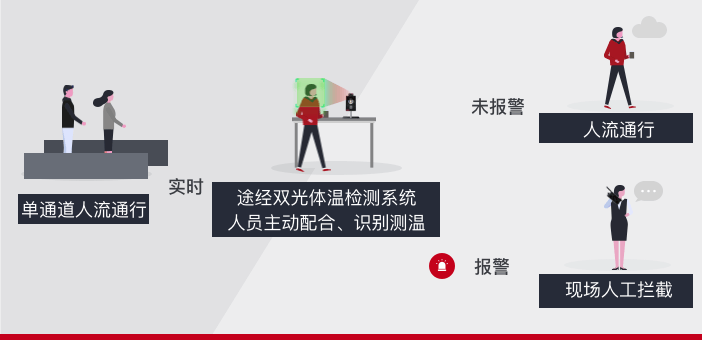 单通道人流通行
实时
途经双光体温检测系统
人员主动配合、识别测温
未报警
人流通行
报警
现场人工拦截